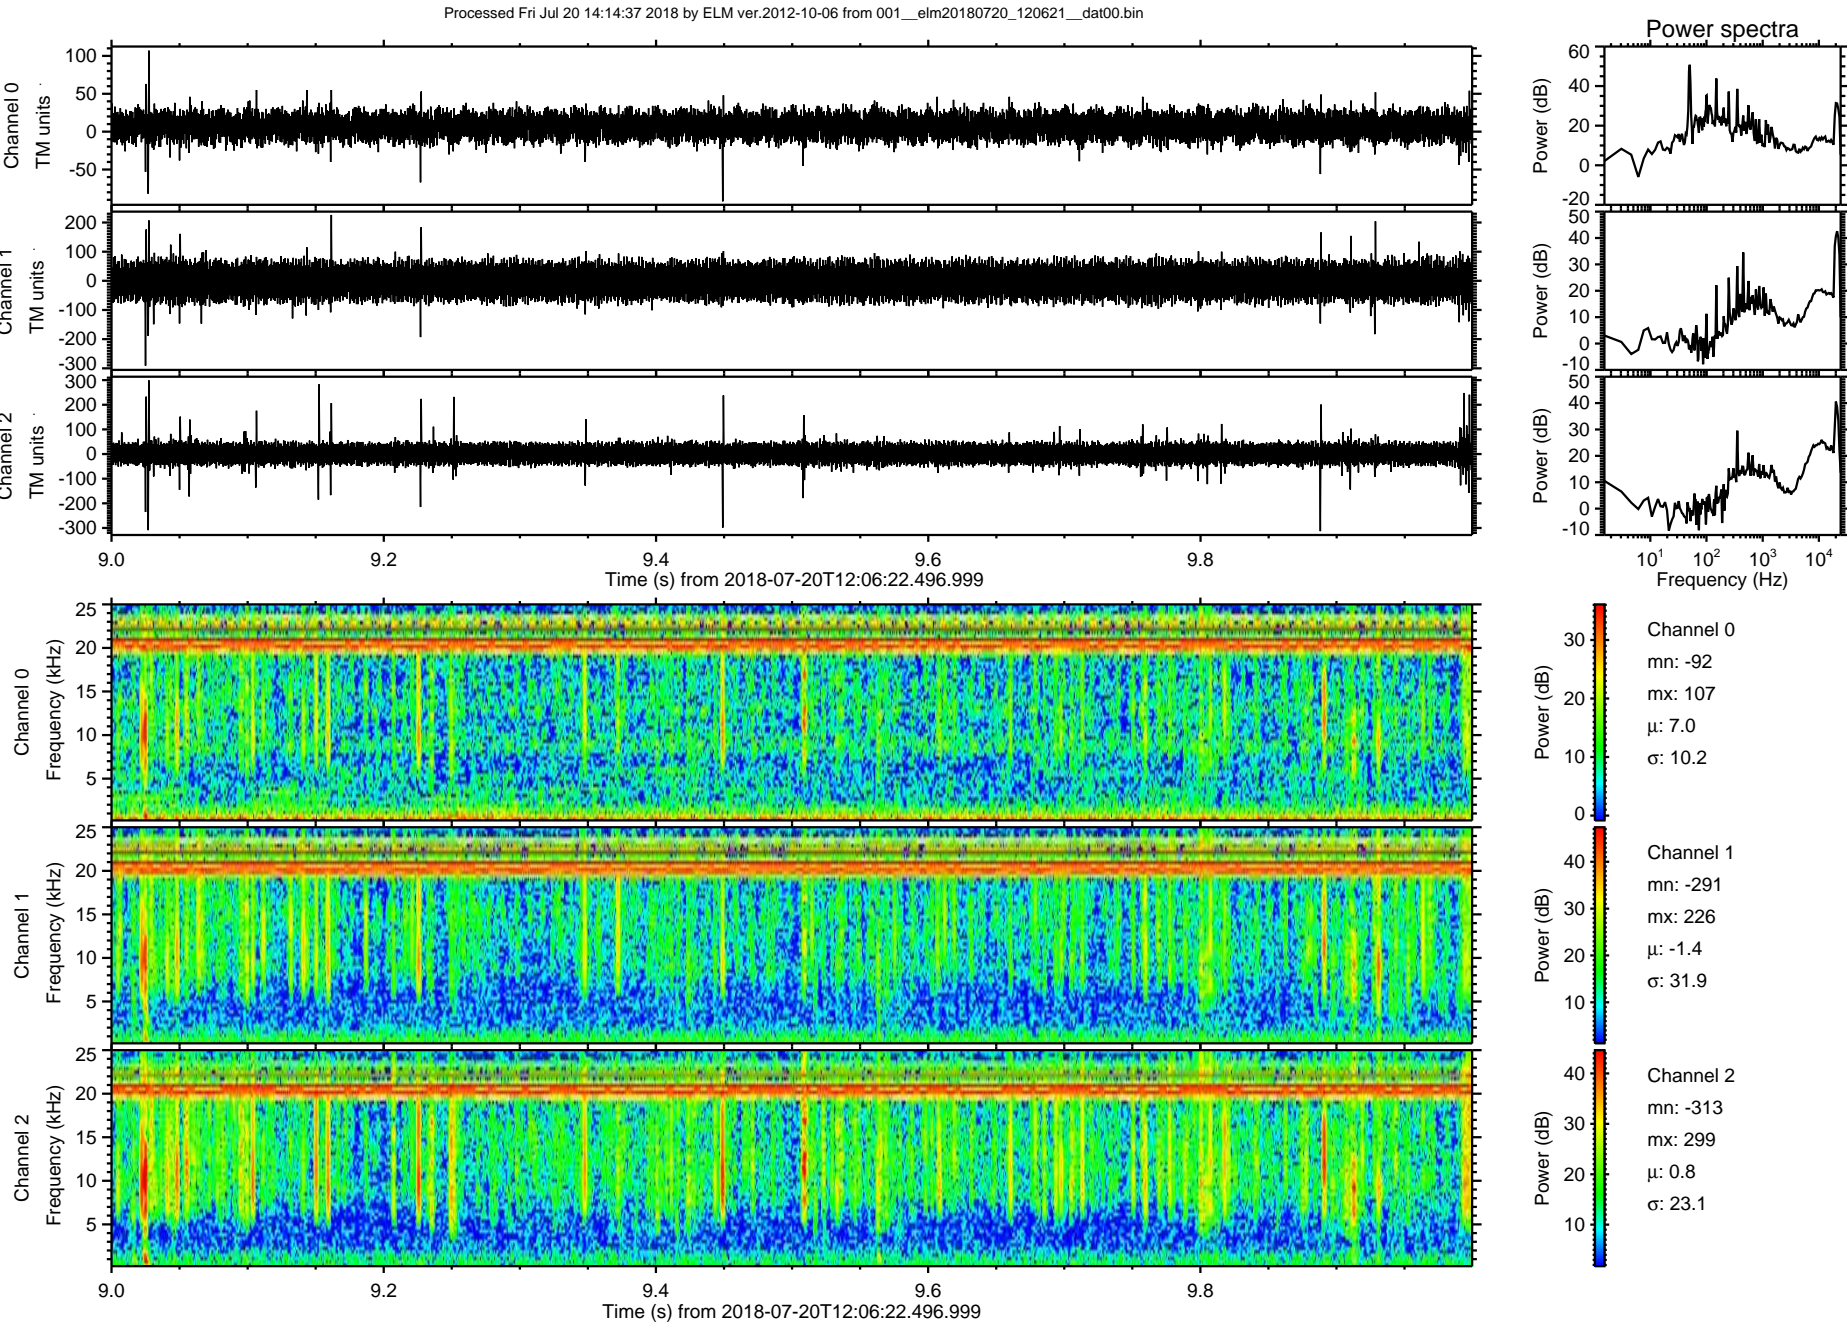 Processed Fri Jul 20 14:14:37 2018 by ELM ver.2012-10-06 from 001__elm20180720_120621__dat00.bin
Power spectra
Channel 0
TM units
100
50
0
-50
Power (dB)
60
40
20
0
-20
Channel 1
TM units
200
100
0
-100
-200
-300
Power (dB)
50
40
30
20
10
0
-10
Channel 2
TM units
300
200
100
0
-100
-200
-300
Power (dB)
50
40
30
20
10
0
-10
9.0 9.2 9.4 9.6 9.8
Time (s) from 2018-07-20T12:06:22.496.999
10¹ 10² 10³ 10⁴
Frequency (Hz)
Channel 0
Frequency (kHz)
25
20
15
10
5
Power (dB)
30
20
10
0
Channel 0
mn: -92
mx: 107
μ: 7.0
σ: 10.2
Channel 1
Frequency (kHz)
25
20
15
10
5
Power (dB)
40
30
20
10
Channel 1
mn: -291
mx: 226
μ: -1.4
σ: 31.9
Channel 2
Frequency (kHz)
25
20
15
10
5
Power (dB)
40
30
20
10
Channel 2
mn: -313
mx: 299
μ: 0.8
σ: 23.1
9.0 9.2 9.4 9.6 9.8
Time (s) from 2018-07-20T12:06:22.496.999